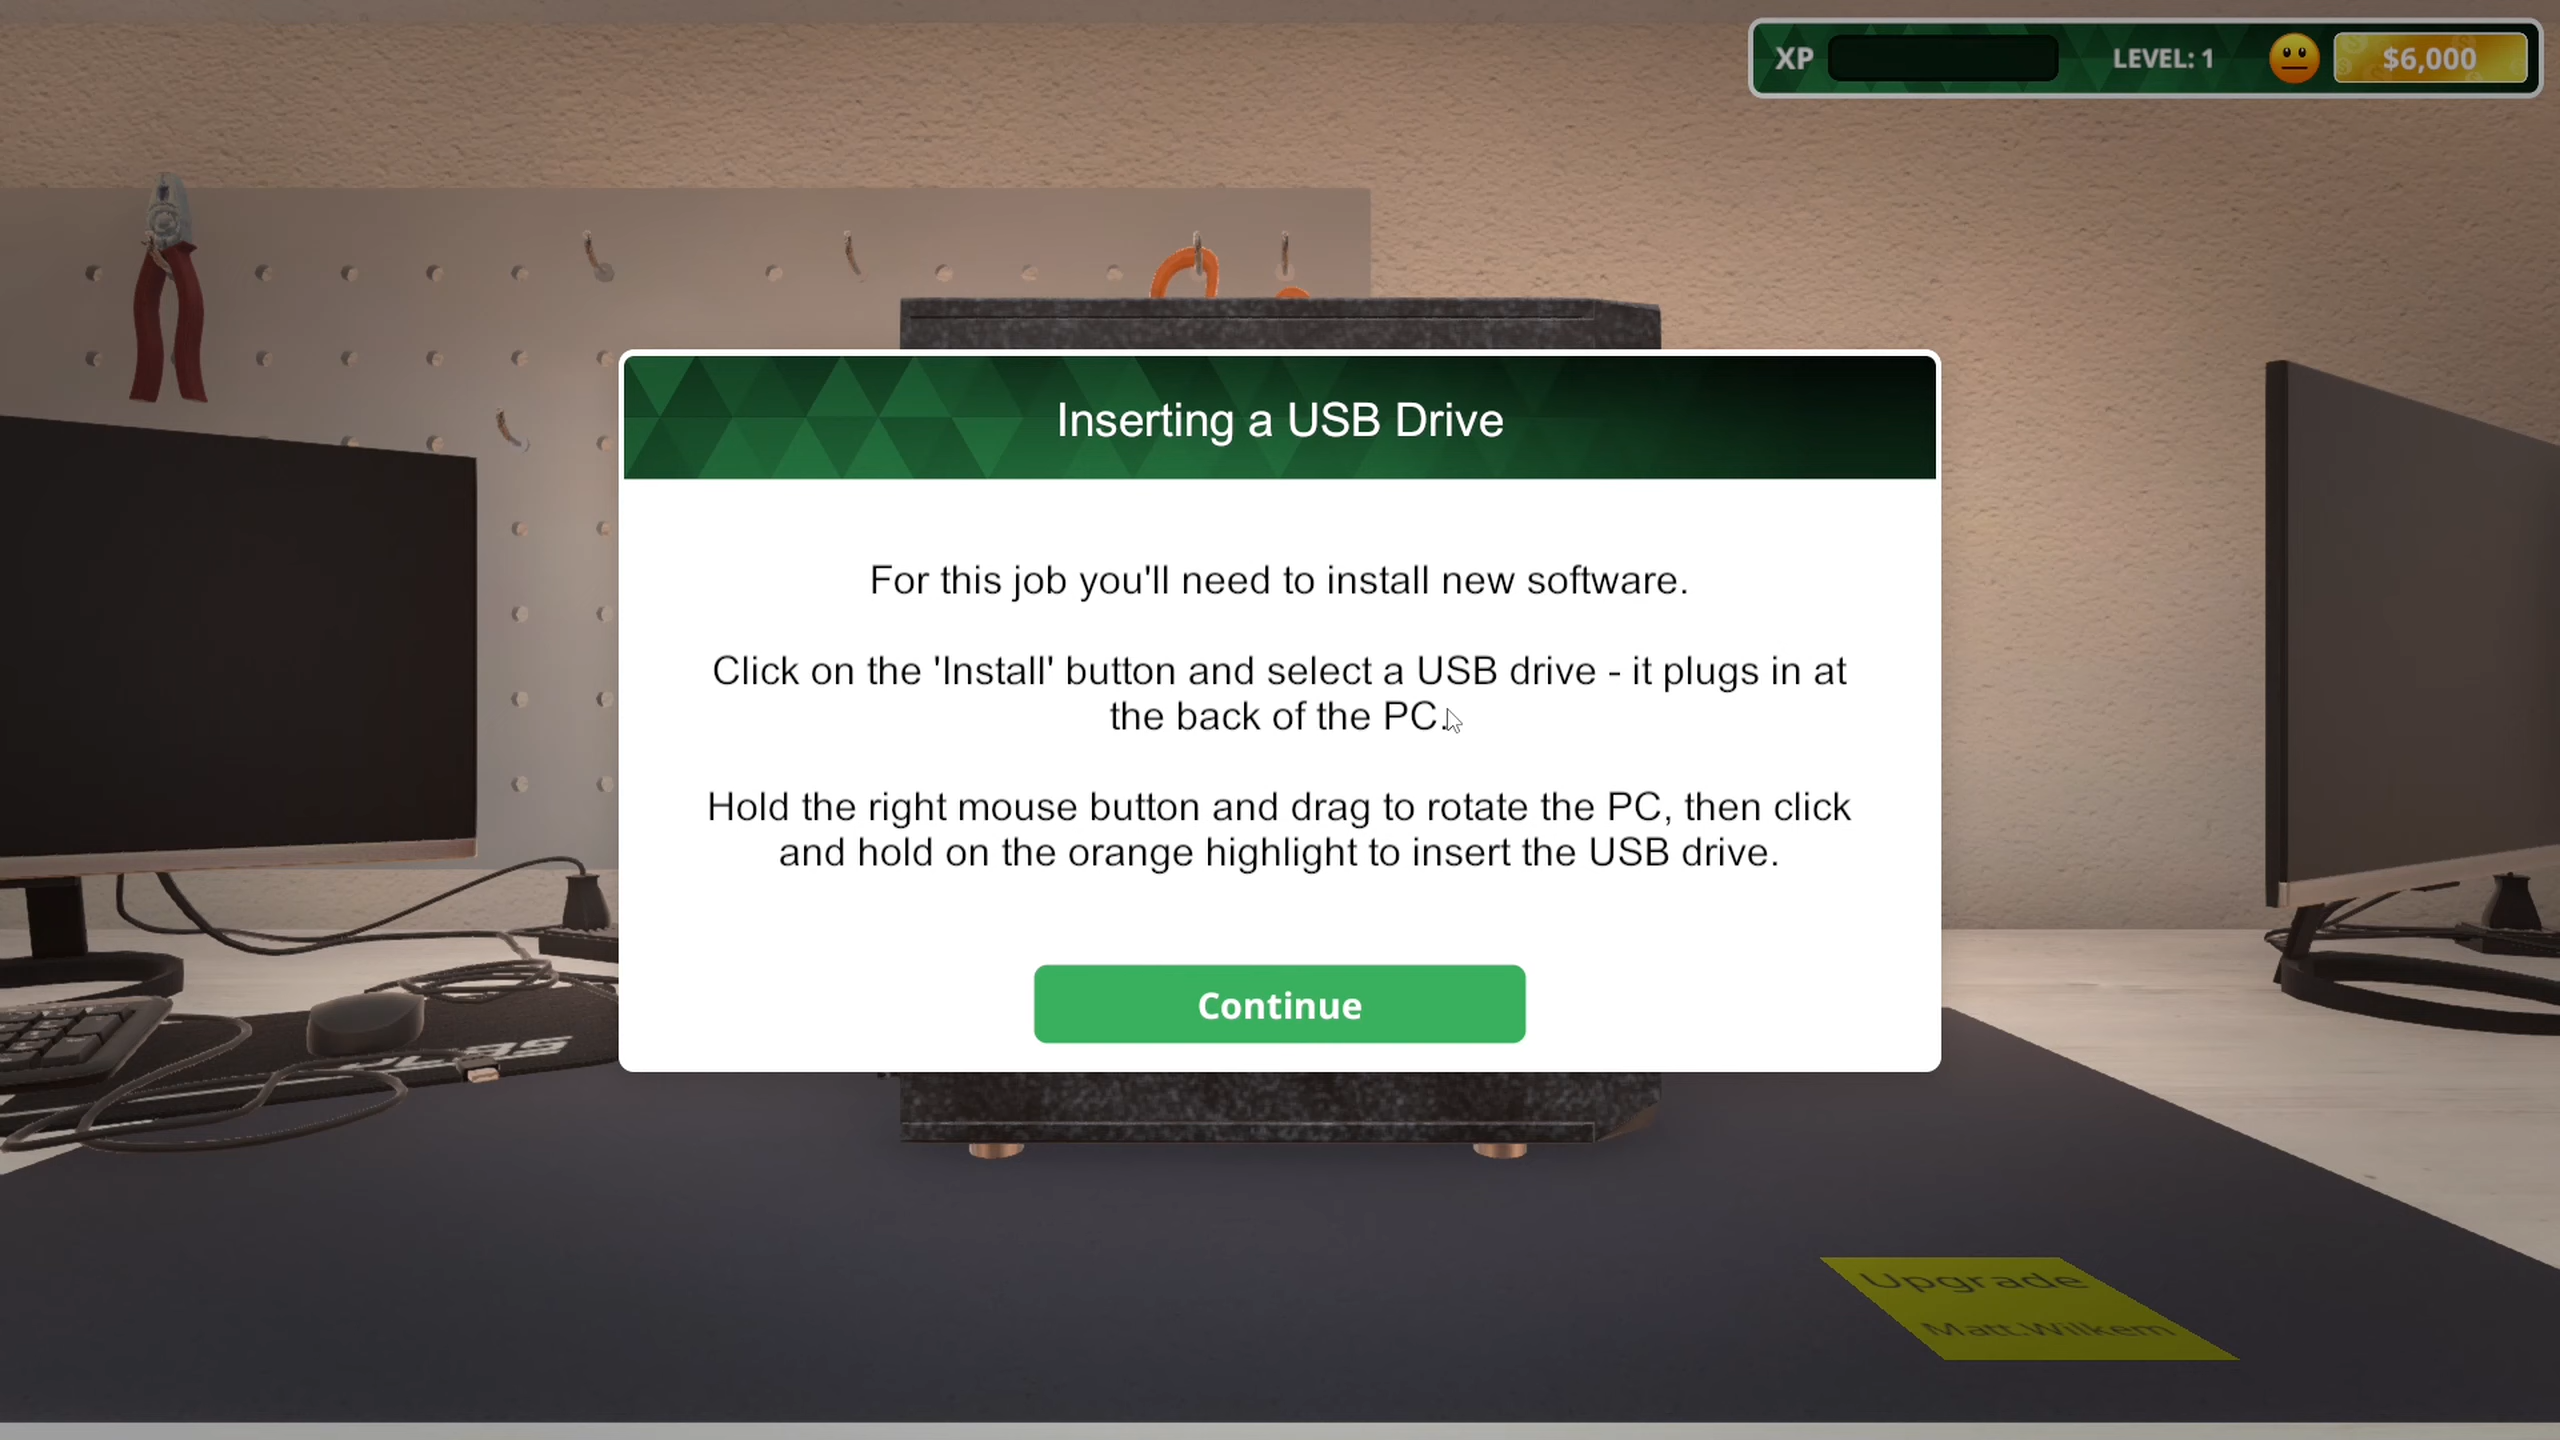 XP LEVEL: 1 $6,000
Inserting a USB Drive
For this job you'll need to install new software.
Click on the 'Install' button and select a USB drive - it plugs in at
the back of the PC.
Hold the right mouse button and drag to rotate the PC, then click
and hold on the orange highlight to insert the USB drive.
Continue
Upgrade
Matt.Wilkem